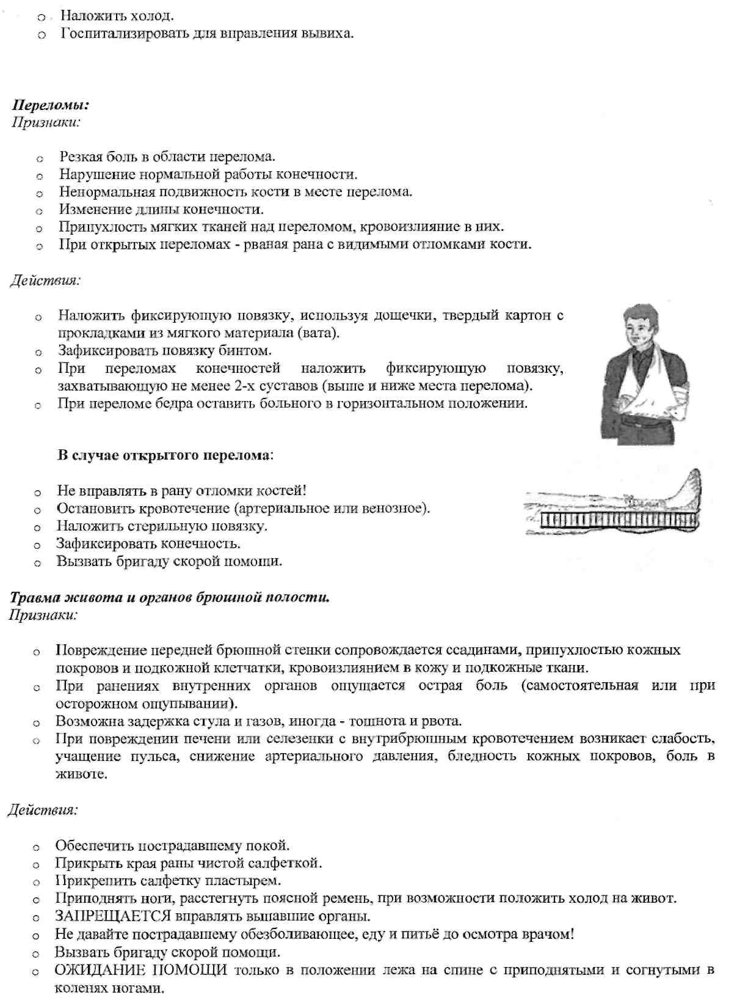 o Наложить холод.
o Госпитализировать для вправления вывиха.
Переломы:
Признаки:
o Резкая боль в области перелома.
o Нарушение нормальной работы конечности.
o Ненормальная подвижность кости в месте перелома.
o Изменение длины конечности.
o Припухлость мягких тканей над переломом, кровоизлияние в них.
o При открытых переломах - рваная рана с видимыми отломками кости.
Действия:
o Наложить фиксирующую повязку, используя дощечки, твердый картон с
прокладками из мягкого материала (вата).
o Зафиксировать повязку бинтом.
o При переломах конечностей наложить фиксирующую повязку,
захватывающую не менее 2-х суставов (выше и ниже места перелома).
o При переломе бедра оставить больного в горизонтальном положении.
В случае открытого перелома:
o Не вправлять в рану отломки костей!
o Остановить кровотечение (артериальное или венозное).
o Наложить стерильную повязку.
o Зафиксировать конечность.
o Вызвать бригаду скорой помощи.
Травма живота и органов брюшной полости.
Признаки:
o Повреждение передней брюшной стенки сопровождается ссадинами, припухлостью кожных
покровов и подкожной клетчатки, кровоизлиянием в кожу и подкожные ткани.
o При ранениях внутренних органов ощущается острая боль (самостоятельная или при
осторожном ощупывании).
o Возможна задержка стула и газов, иногда - тошнота и рвота.
o При повреждении печени или селезенки с внутрибрюшным кровотечением возникает слабость,
учащение пульса, снижение артериального давления, бледность кожных покровов, боль в
животе.
Действия:
o Обеспечить пострадавшему покой.
o Прикрыть края раны чистой салфеткой.
o Прикрепить салфетку пластырем.
o Приподнять ноги, расстегнуть поясной ремень, при возможности положить холод на живот.
o ЗАПРЕЩАЕТСЯ вправлять выпавшие органы.
o Не давайте пострадавшему обезболивающее, еду и питьё до осмотра врачом!
o Вызвать бригаду скорой помощи.
o ОЖИДАНИЕ ПОМОЩИ только в положении лежа на спине с приподнятыми и согнутыми в
коленях ногами.